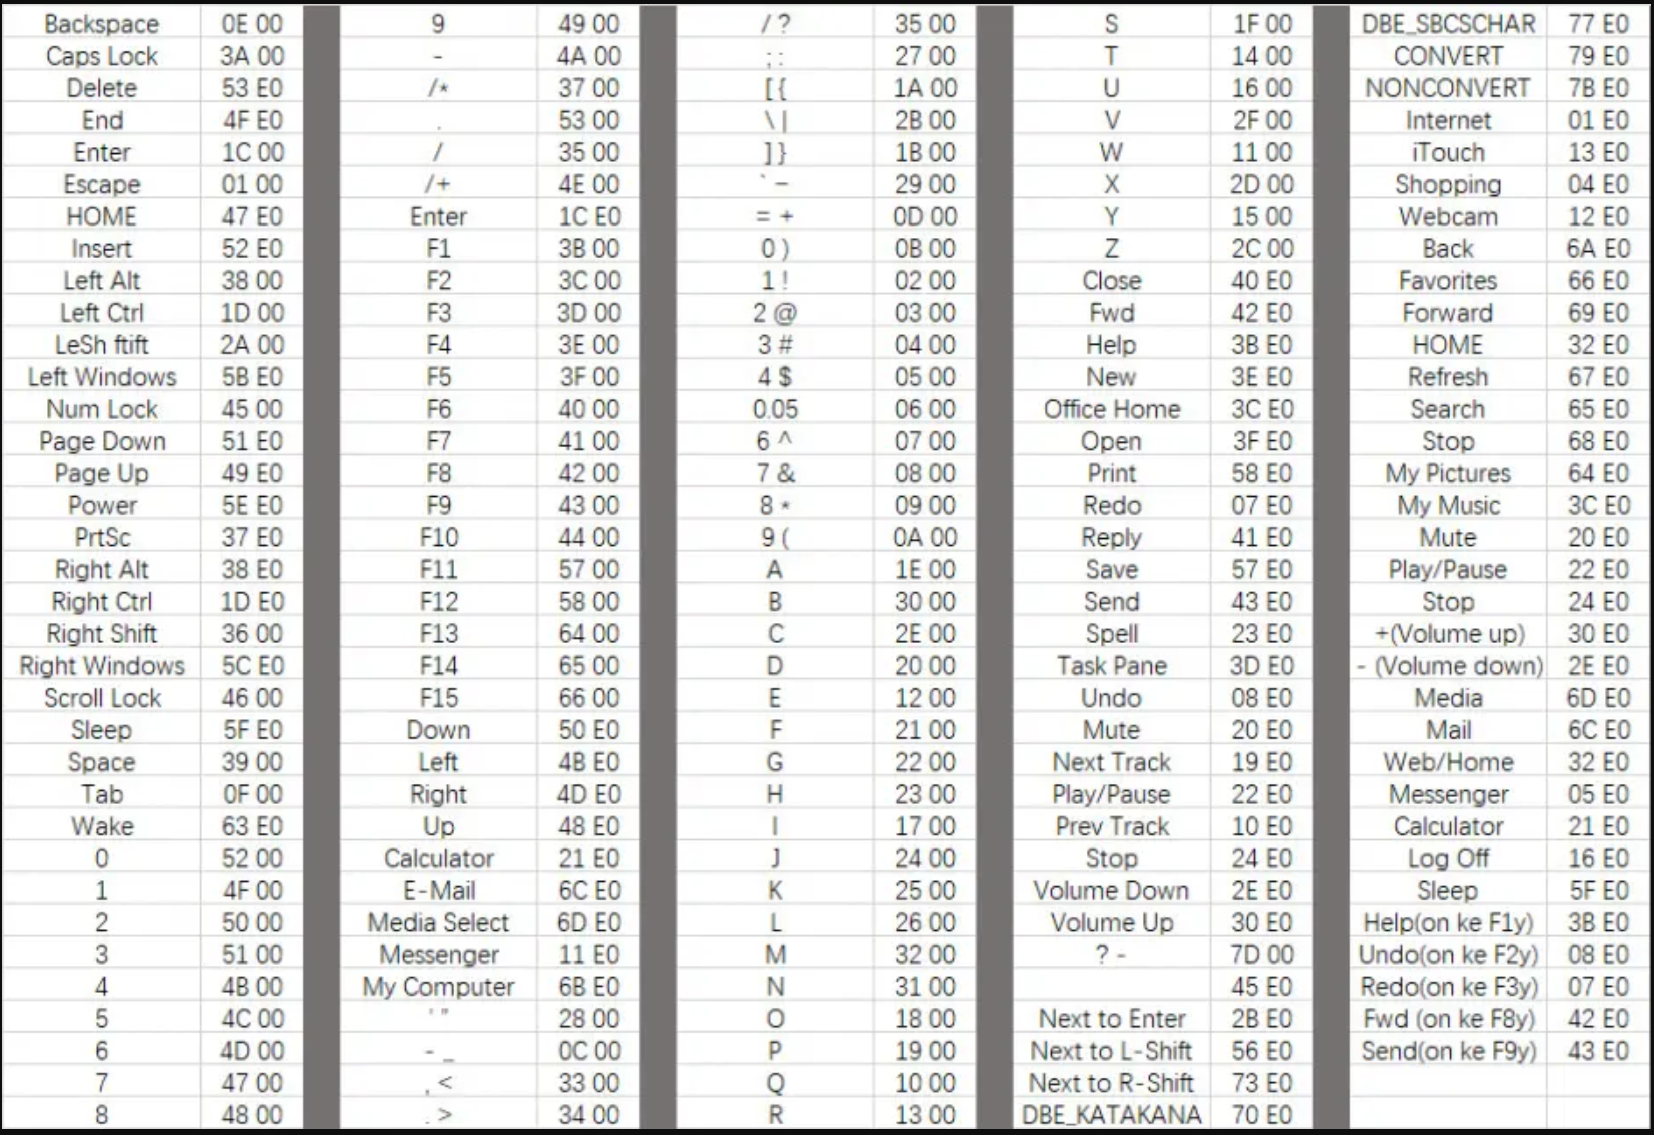 Backspace 0E 00
Caps Lock 3A 00
Delete 53 E0
End 4F E0
Enter 1C 00
Escape 01 00
HOME 47 E0
Insert 52 E0
Left Alt 38 00
Left Ctrl 1D 00
LeSh ftift 2A 00
Left Windows 5B E0
Num Lock 45 00
Page Down 51 E0
Page Up 49 E0
Power 5E E0
PrtSc 37 E0
Right Alt 38 E0
Right Ctrl 1D E0
Right Shift 36 00
Right Windows 5C E0
Scroll Lock 46 00
Sleep 5F E0
Space 39 00
Tab 0F 00
Wake 63 E0
0 52 00
1 4F 00
2 50 00
3 51 00
4 4B 00
5 4C 00
6 4D 00
7 47 00
8 48 00
9 49 00
- 4A 00
/* 37 00
. 53 00
/ 35 00
/+ 4E 00
Enter 1C E0
F1 3B 00
F2 3C 00
F3 3D 00
F4 3E 00
F5 3F 00
F6 40 00
F7 41 00
F8 42 00
F9 43 00
F10 44 00
F11 57 00
F12 58 00
F13 64 00
F14 65 00
F15 66 00
Down 50 E0
Left 4B E0
Right 4D E0
Up 48 E0
Calculator 21 E0
E-Mail 6C E0
Media Select 6D E0
Messenger 11 E0
My Computer 6B E0
' " 28 00
- _ 0C 00
, < 33 00
. > 34 00
/ ? 35 00
; : 27 00
[ { 1A 00
\ | 2B 00
] } 1B 00
` ~ 29 00
= + 0D 00
0 ) 0B 00
1 ! 02 00
2 @ 03 00
3 # 04 00
4 $ 05 00
0.05 06 00
6 ^ 07 00
7 & 08 00
8 * 09 00
9 ( 0A 00
A 1E 00
B 30 00
C 2E 00
D 20 00
E 12 00
F 21 00
G 22 00
H 23 00
I 17 00
J 24 00
K 25 00
L 26 00
M 32 00
N 31 00
O 18 00
P 19 00
Q 10 00
R 13 00
S 1F 00
T 14 00
U 16 00
V 2F 00
W 11 00
X 2D 00
Y 15 00
Z 2C 00
Close 40 E0
Fwd 42 E0
Help 3B E0
New 3E E0
Office Home 3C E0
Open 3F E0
Print 58 E0
Redo 07 E0
Reply 41 E0
Save 57 E0
Send 43 E0
Spell 23 E0
Task Pane 3D E0
Undo 08 E0
Mute 20 E0
Next Track 19 E0
Play/Pause 22 E0
Prev Track 10 E0
Stop 24 E0
Volume Down 2E E0
Volume Up 30 E0
? - 7D 00
45 E0
Next to Enter 2B E0
Next to L-Shift 56 E0
Next to R-Shift 73 E0
DBE_KATAKANA 70 E0
DBE_SBCSCHAR 77 E0
CONVERT 79 E0
NONCONVERT 7B E0
Internet 01 E0
iTouch 13 E0
Shopping 04 E0
Webcam 12 E0
Back 6A E0
Favorites 66 E0
Forward 69 E0
HOME 32 E0
Refresh 67 E0
Search 65 E0
Stop 68 E0
My Pictures 64 E0
My Music 3C E0
Mute 20 E0
Play/Pause 22 E0
Stop 24 E0
+(Volume up) 30 E0
- (Volume down) 2E E0
Media 6D E0
Mail 6C E0
Web/Home 32 E0
Messenger 05 E0
Calculator 21 E0
Log Off 16 E0
Sleep 5F E0
Help(on ke F1y) 3B E0
Undo(on ke F2y) 08 E0
Redo(on ke F3y) 07 E0
Fwd (on ke F8y) 42 E0
Send(on ke F9y) 43 E0